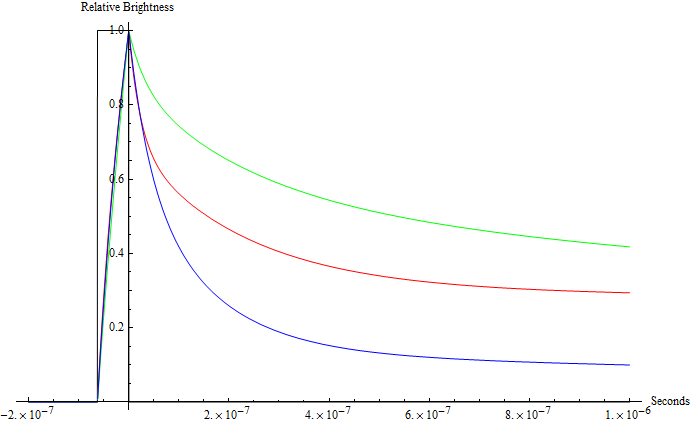 Relative Brightness
1.0
0.8
0.6
0.4
0.2
Seconds
-2. × 10^-7 2. × 10^-7 4. × 10^-7 6. × 10^-7 8. × 10^-7 1. × 10^-6